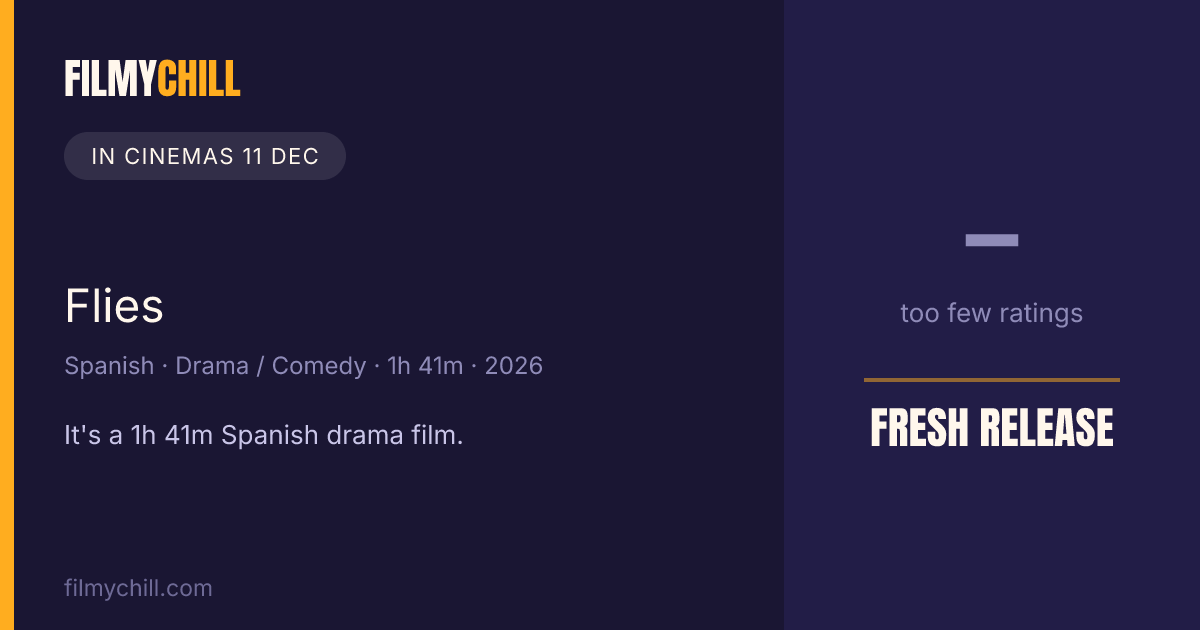 FILMYCHILL
IN CINEMAS 11 DEC
Flies
Spanish · Drama / Comedy · 1h 41m · 2026
It's a 1h 41m Spanish drama film.
filmychill.com
–
too few ratings
FRESH RELEASE